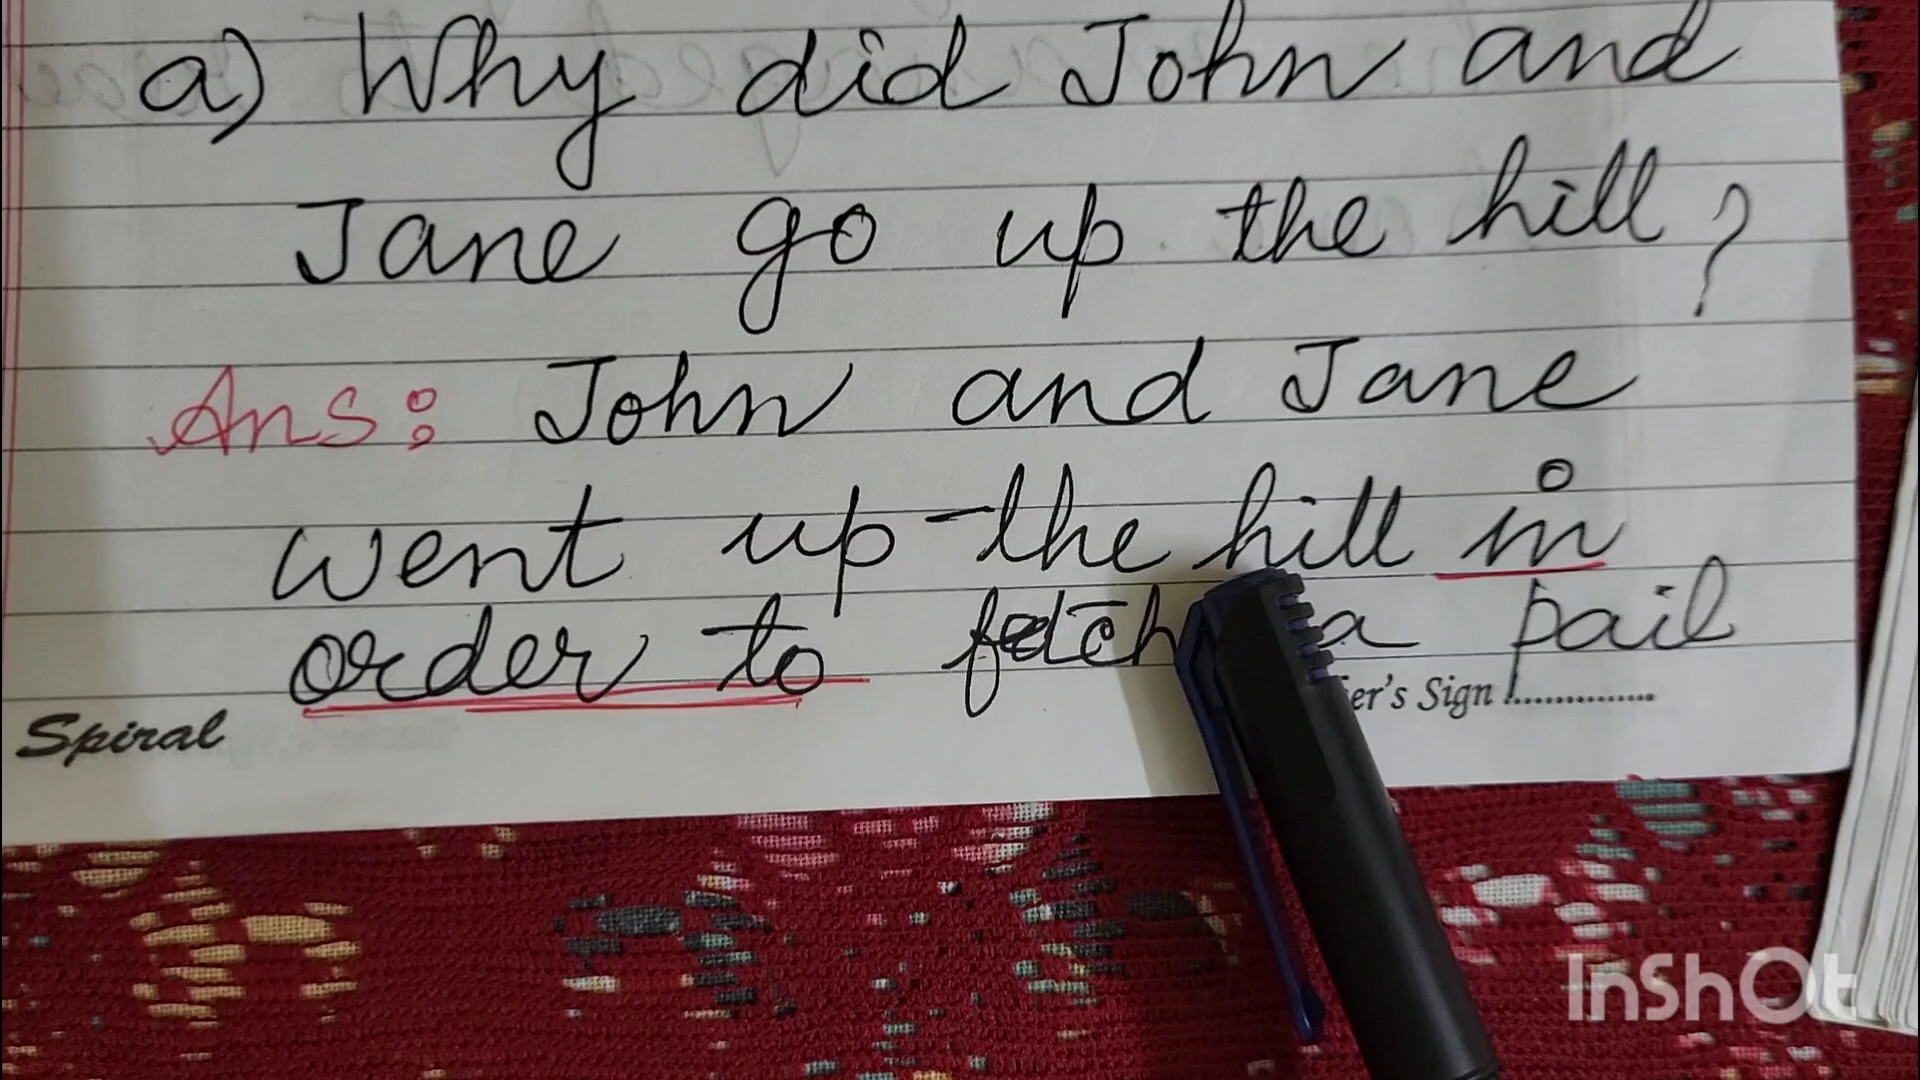 a) Why did John and
Jane go up the hill?
Ans: John and Jane
went up the hill in
order to fetch a pail
Spiral
er's Sign ...............
InShOt